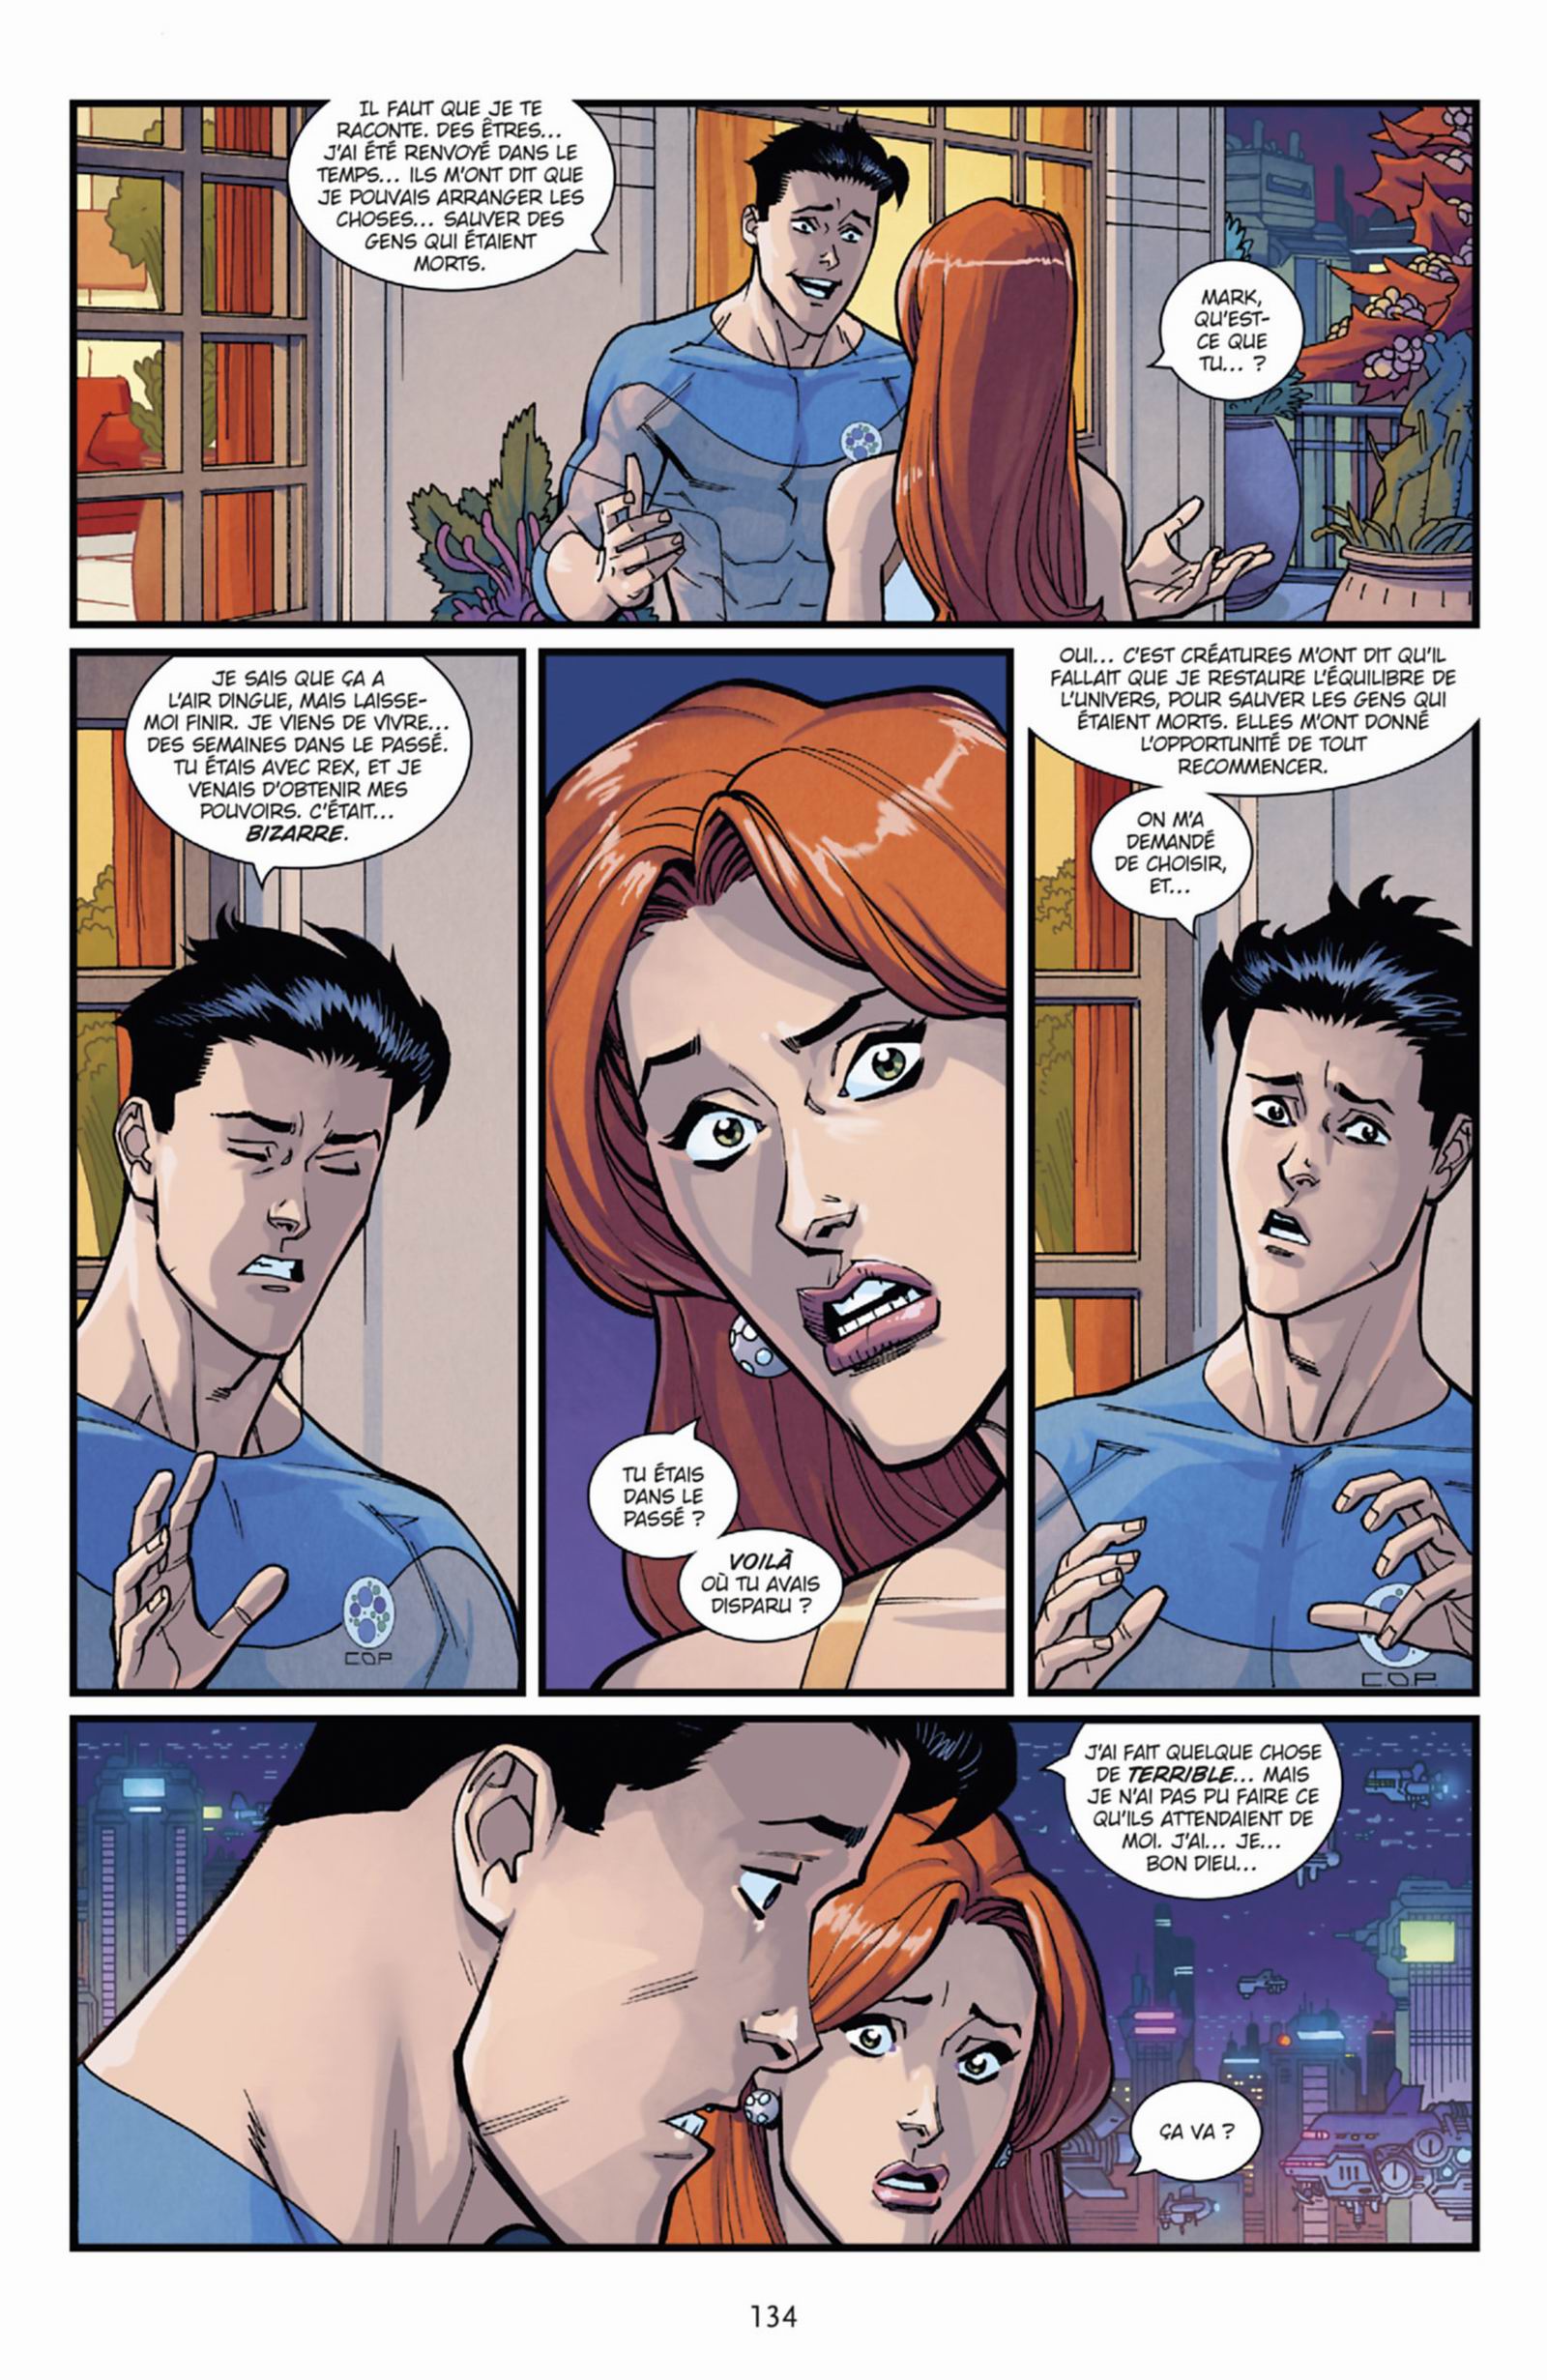 IL FAUT QUE JE TE
RACONTE. DES ÊTRES...
J'AI ÉTÉ RENVOYÉ DANS LE
TEMPS... ILS M'ONT DIT QUE
JE POUVAIS ARRANGER LES
CHOSES... SAUVER DES
GENS QUI ÉTAIENT
MORTS.
MARK,
QU'EST-
CE QUE
TU... ?
JE SAIS QUE ÇA A
L'AIR DINGUE, MAIS LAISSE-
MOI FINIR. JE VIENS DE VIVRE...
DES SEMAINES DANS LE PASSÉ.
TU ÉTAIS AVEC REX, ET JE
VENAIS D'OBTENIR MES
POUVOIRS. C'ÉTAIT...
BIZARRE.
C.O.P
TU ÉTAIS
DANS LE
PASSÉ ?
VOILÀ
OÙ TU AVAIS
DISPARU ?
OUI... C'EST CRÉATURES M'ONT DIT QU'IL
FALLAIT QUE JE RESTAURE L'ÉQUILIBRE DE
L'UNIVERS, POUR SAUVER LES GENS QUI
ÉTAIENT MORTS. ELLES M'ONT DONNÉ
L'OPPORTUNITÉ DE TOUT
RECOMMENCER.
ON M'A
DEMANDÉ
DE CHOISIR,
ET...
C.O.P.
J'AI FAIT QUELQUE CHOSE
DE TERRIBLE... MAIS
JE N'AI PAS PU FAIRE CE
QU'ILS ATTENDAIENT DE
MOI. J'AI... JE...
BON DIEU...
ÇA VA ?
134